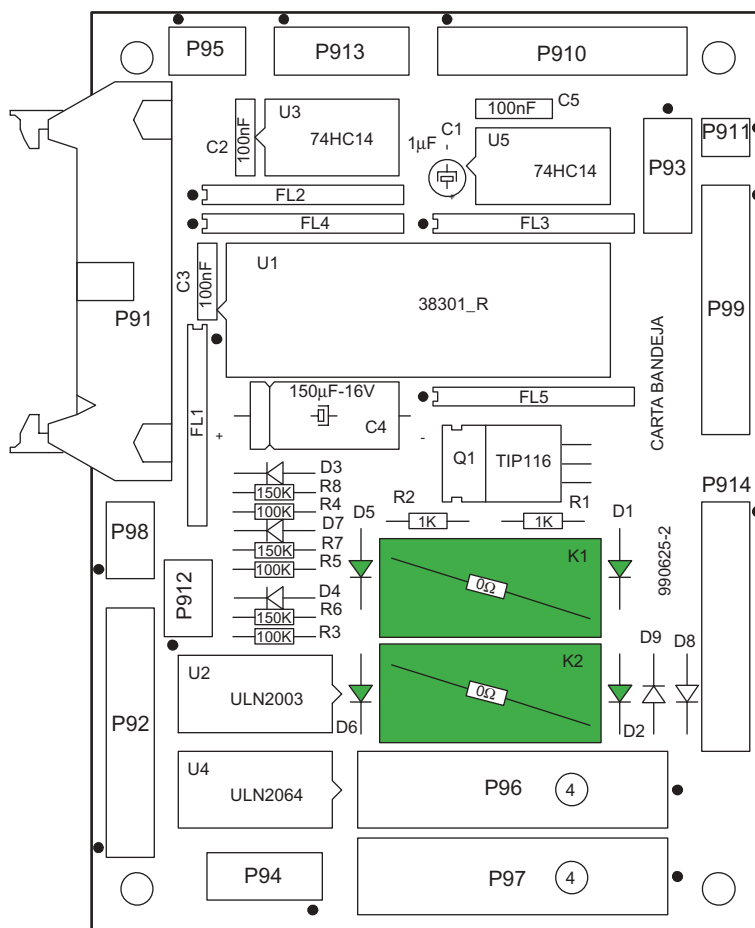 P95
P913
P910
U3
74HC14
C2
100nF
100nF
C5
C1
1µF
-
+
U5
74HC14
P911
P93
FL2
FL4
FL3
C3
100nF
U1
38301_R
P91
P99
CARTA BANDEJA
FL1
150µF-16V
C4
+
-
FL5
Q1
TIP116
D3
150K
R8
100K
R4
D7
150K
R7
100K
R5
D4
150K
R6
100K
R3
R2
1K
R1
1K
D5
D1
P914
P98
P912
K1
0Ω
990625-2
K2
0Ω
D9
D8
U2
ULN2003
D6
D2
P92
U4
ULN2064
P96
4
P94
P97
4